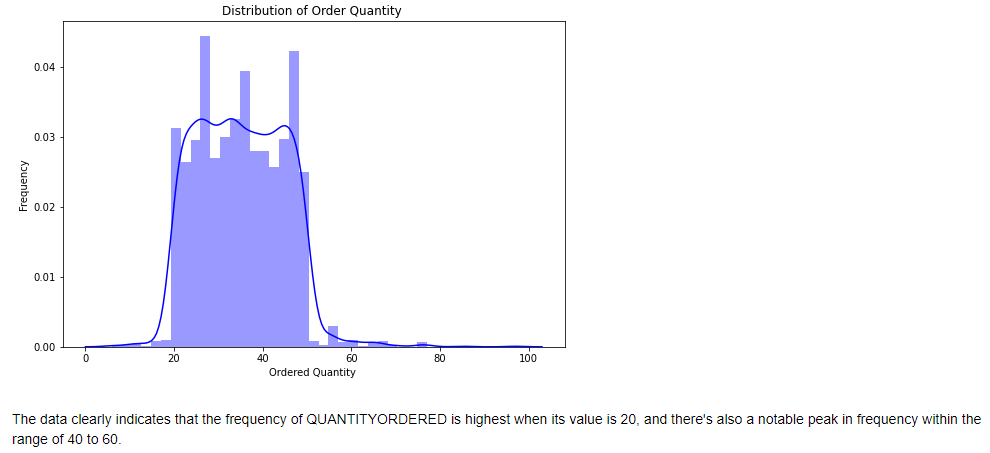 Distribution of Order Quantity
0.04
0.03
0.02
0.01
0.00
Frequency
0 20 40 60 80 100
Ordered Quantity
The data clearly indicates that the frequency of QUANTITYORDERED is highest when its value is 20, and there's also a notable peak in frequency within the
range of 40 to 60.